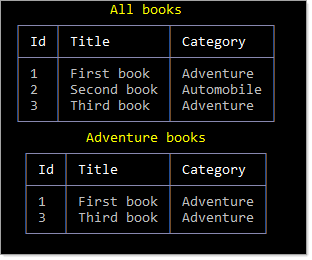 All books
Id Title Category
1 First book Adventure
2 Second book Automobile
3 Third book Adventure
Adventure books
Id Title Category
1 First book Adventure
3 Third book Adventure